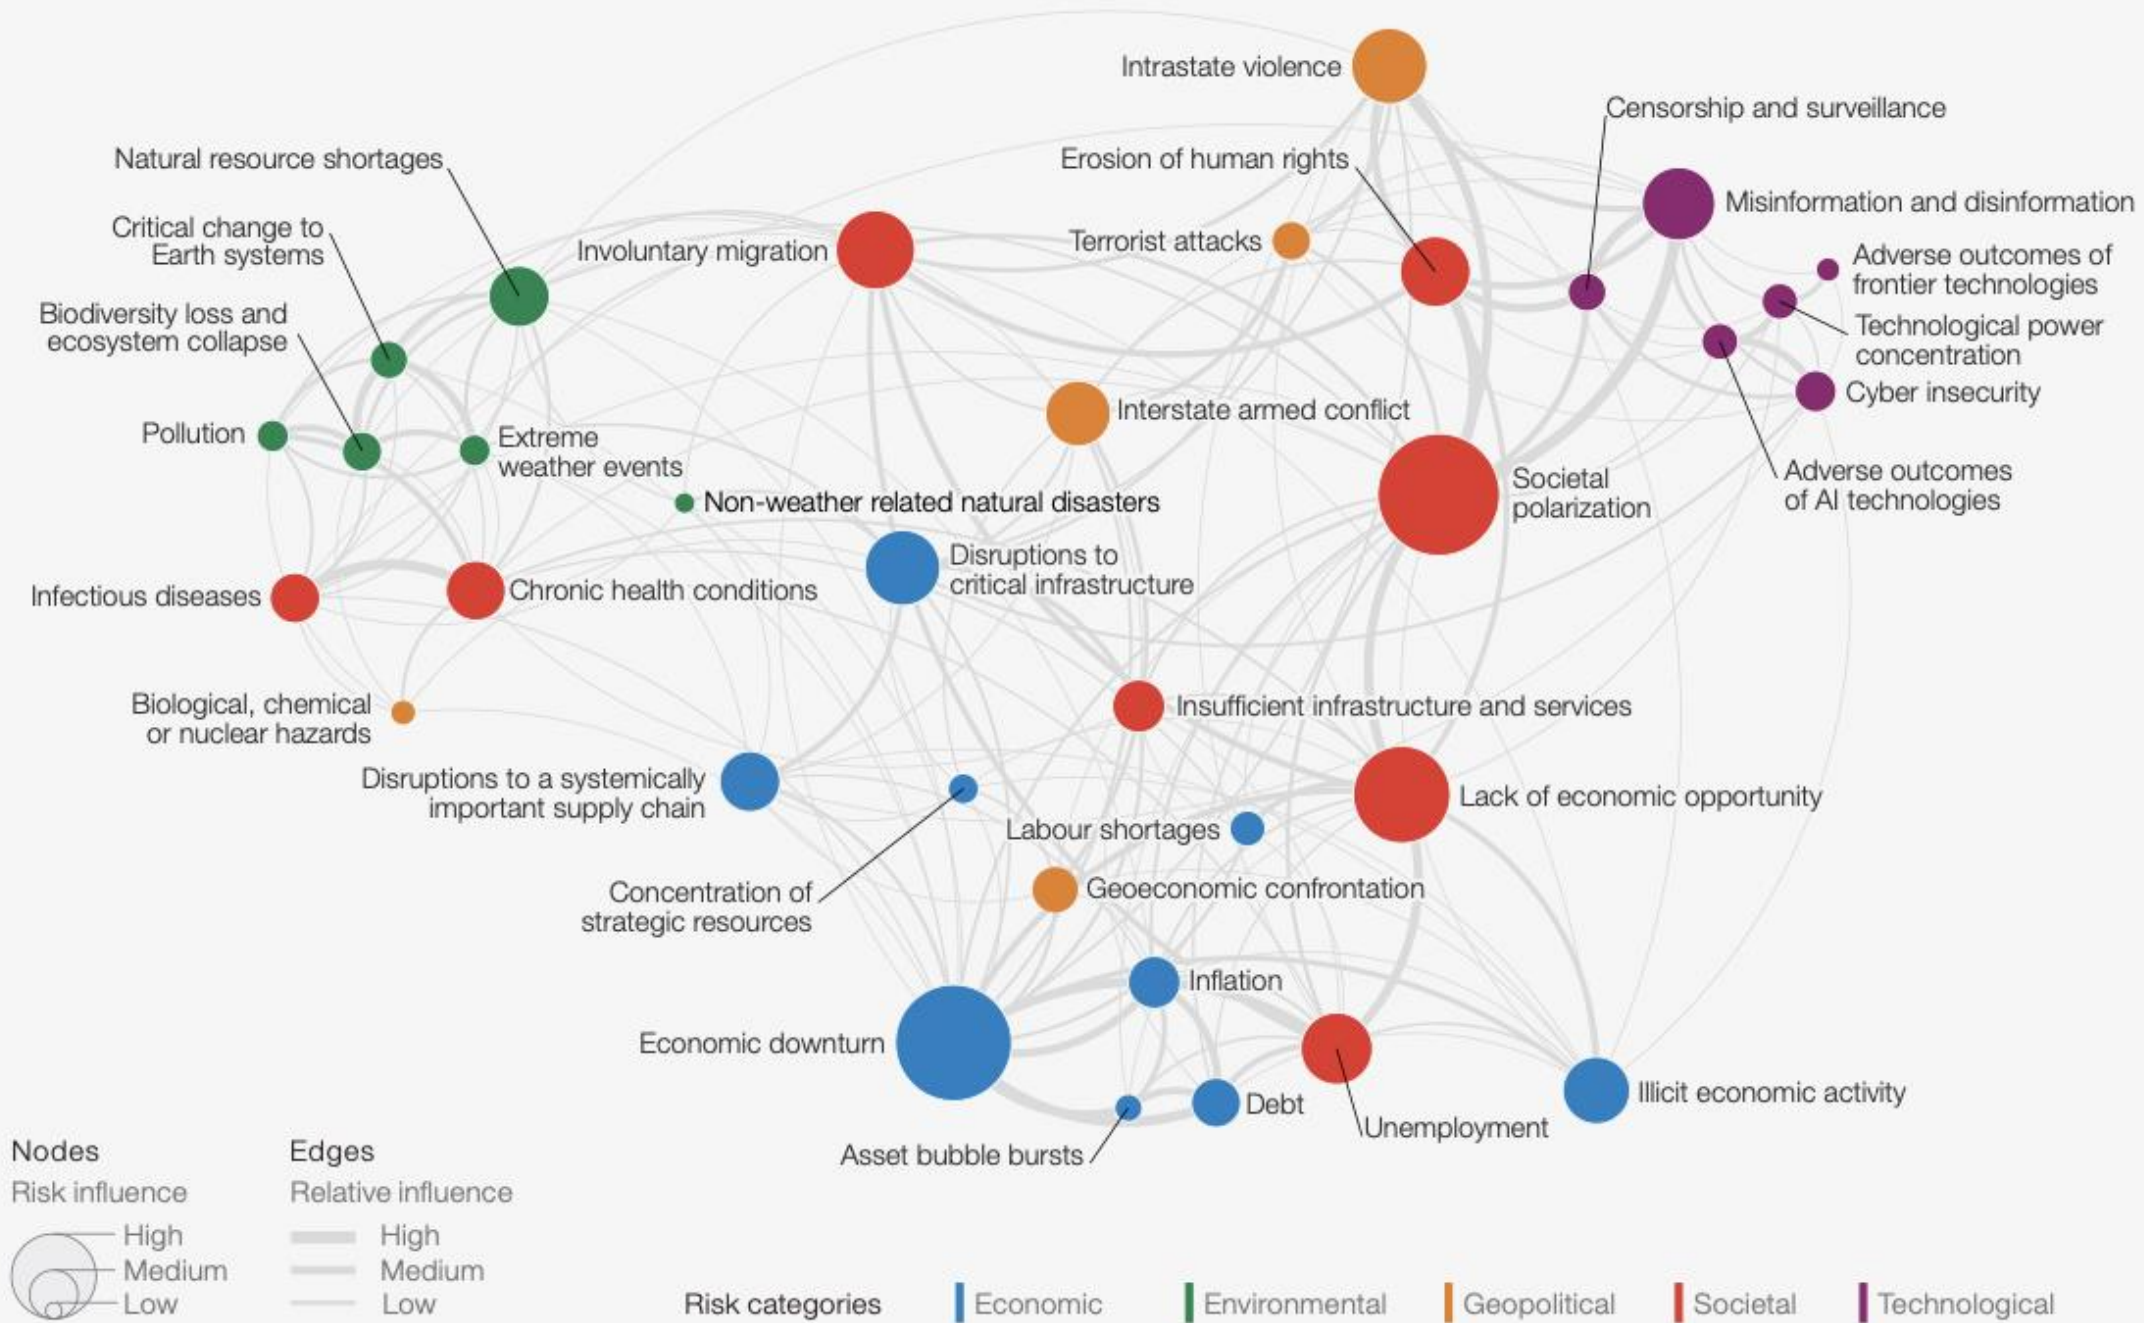 Intrastate violence
Censorship and surveillance
Natural resource shortages
Erosion of human rights
Misinformation and disinformation
Critical change to
Earth systems
Involuntary migration
Terrorist attacks
Adverse outcomes of
frontier technologies
Biodiversity loss and
ecosystem collapse
Technological power
concentration
Cyber insecurity
Interstate armed conflict
Pollution
Extreme
weather events
Adverse outcomes
of AI technologies
Societal
polarization
Non-weather related natural disasters
Disruptions to
critical infrastructure
Infectious diseases
Chronic health conditions
Biological, chemical
or nuclear hazards
Insufficient infrastructure and services
Disruptions to a systemically
important supply chain
Lack of economic opportunity
Labour shortages
Concentration of
strategic resources
Geoeconomic confrontation
Inflation
Economic downturn
Debt
Illicit economic activity
Unemployment
Asset bubble bursts
Nodes
Risk influence
High
Medium
Low
Edges
Relative influence
High
Medium
Low
Risk categories
Economic
Environmental
Geopolitical
Societal
Technological